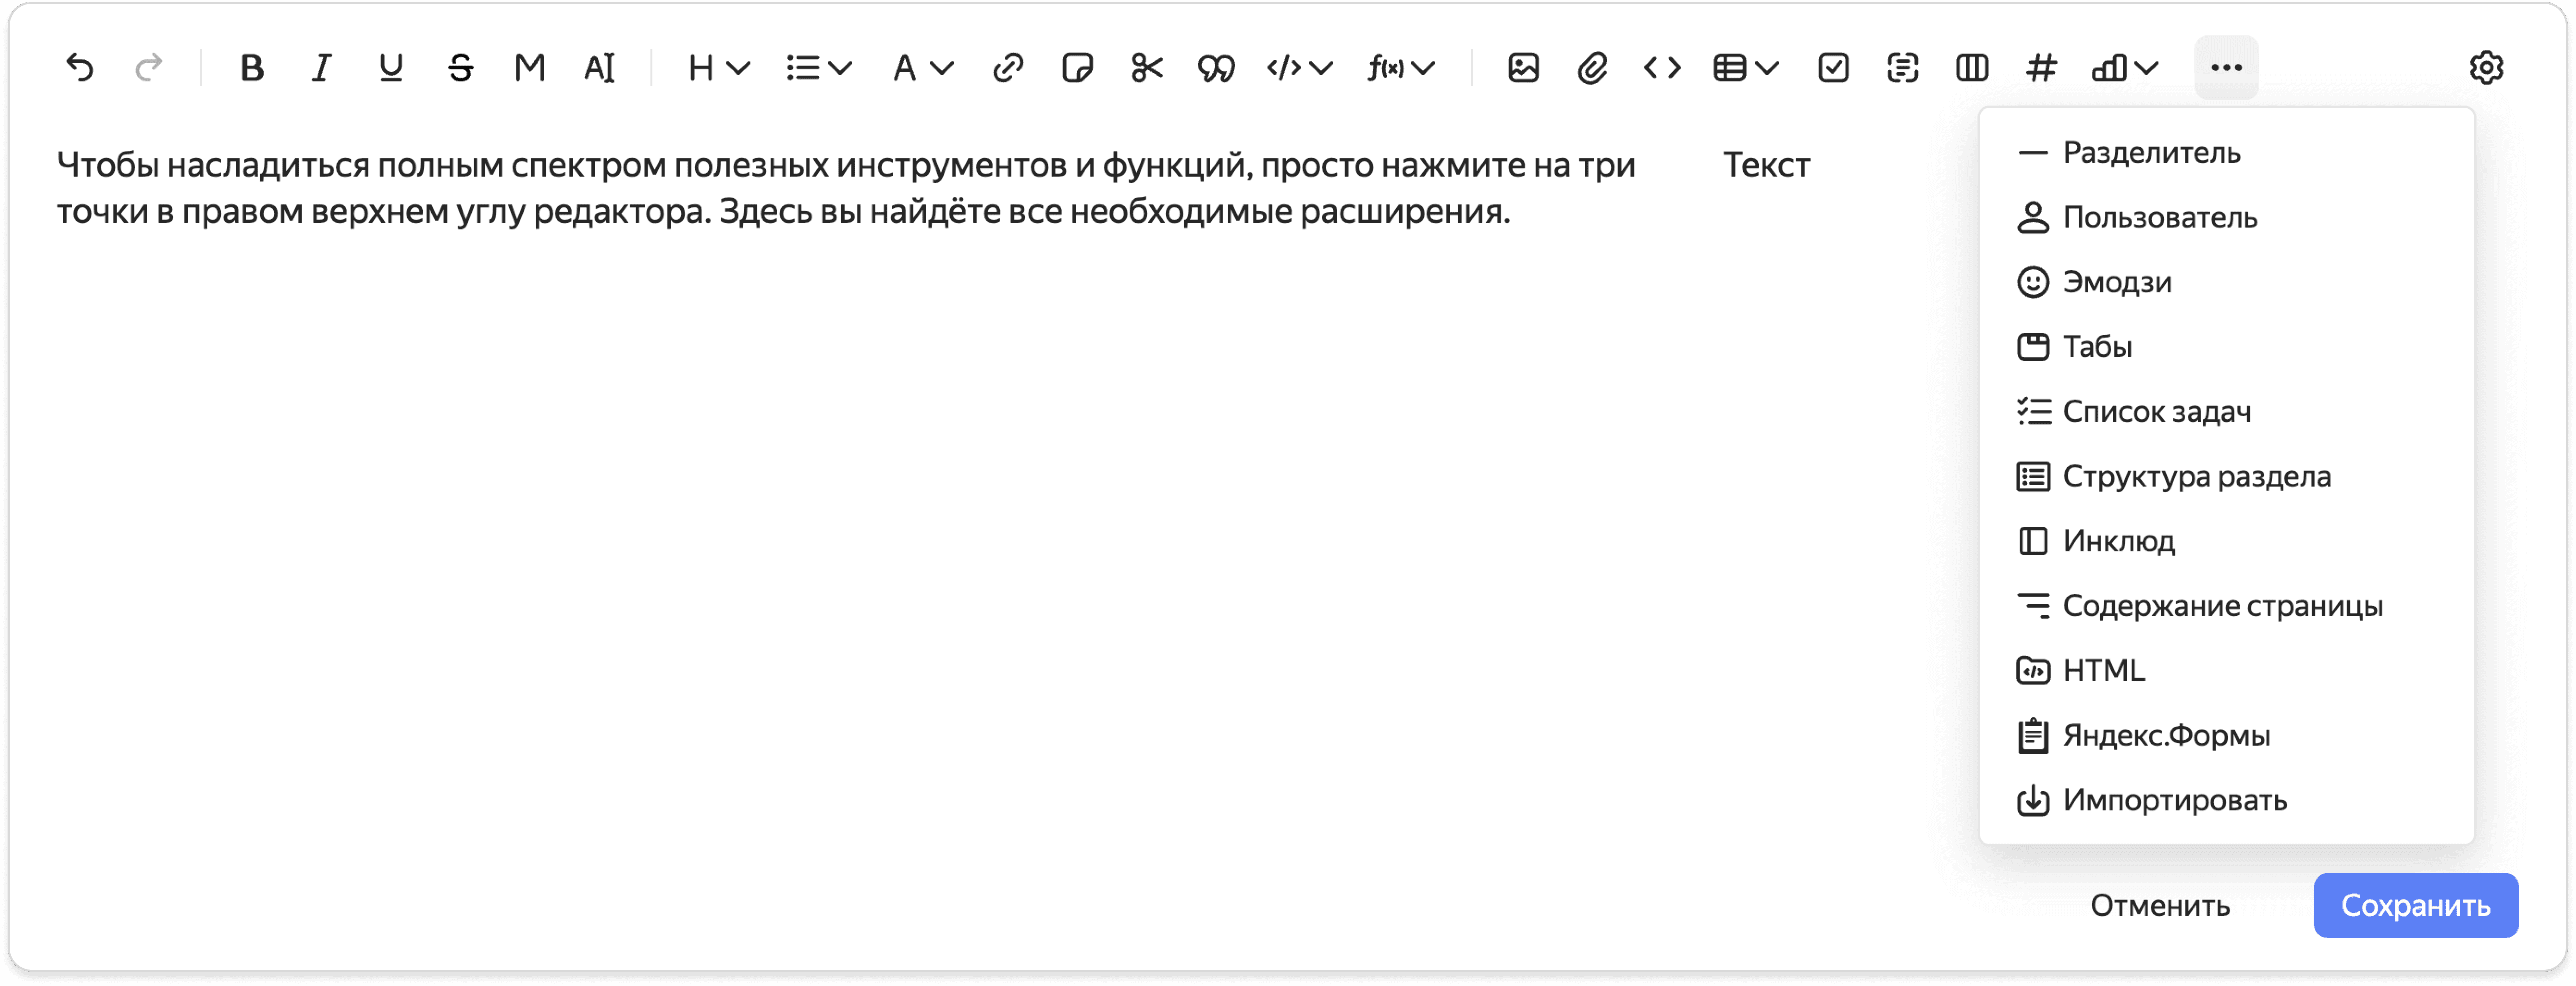 B I U S M AI H A </> f(x) <> #
Чтобы насладиться полным спектром полезных инструментов и функций, просто нажмите на три
точки в правом верхнем углу редактора. Здесь вы найдёте все необходимые расширения.
Текст
Разделитель
Пользователь
Эмодзи
Табы
Список задач
Структура раздела
Инклюд
Содержание страницы
HTML
Яндекс.Формы
Импортировать
Отменить
Сохранить